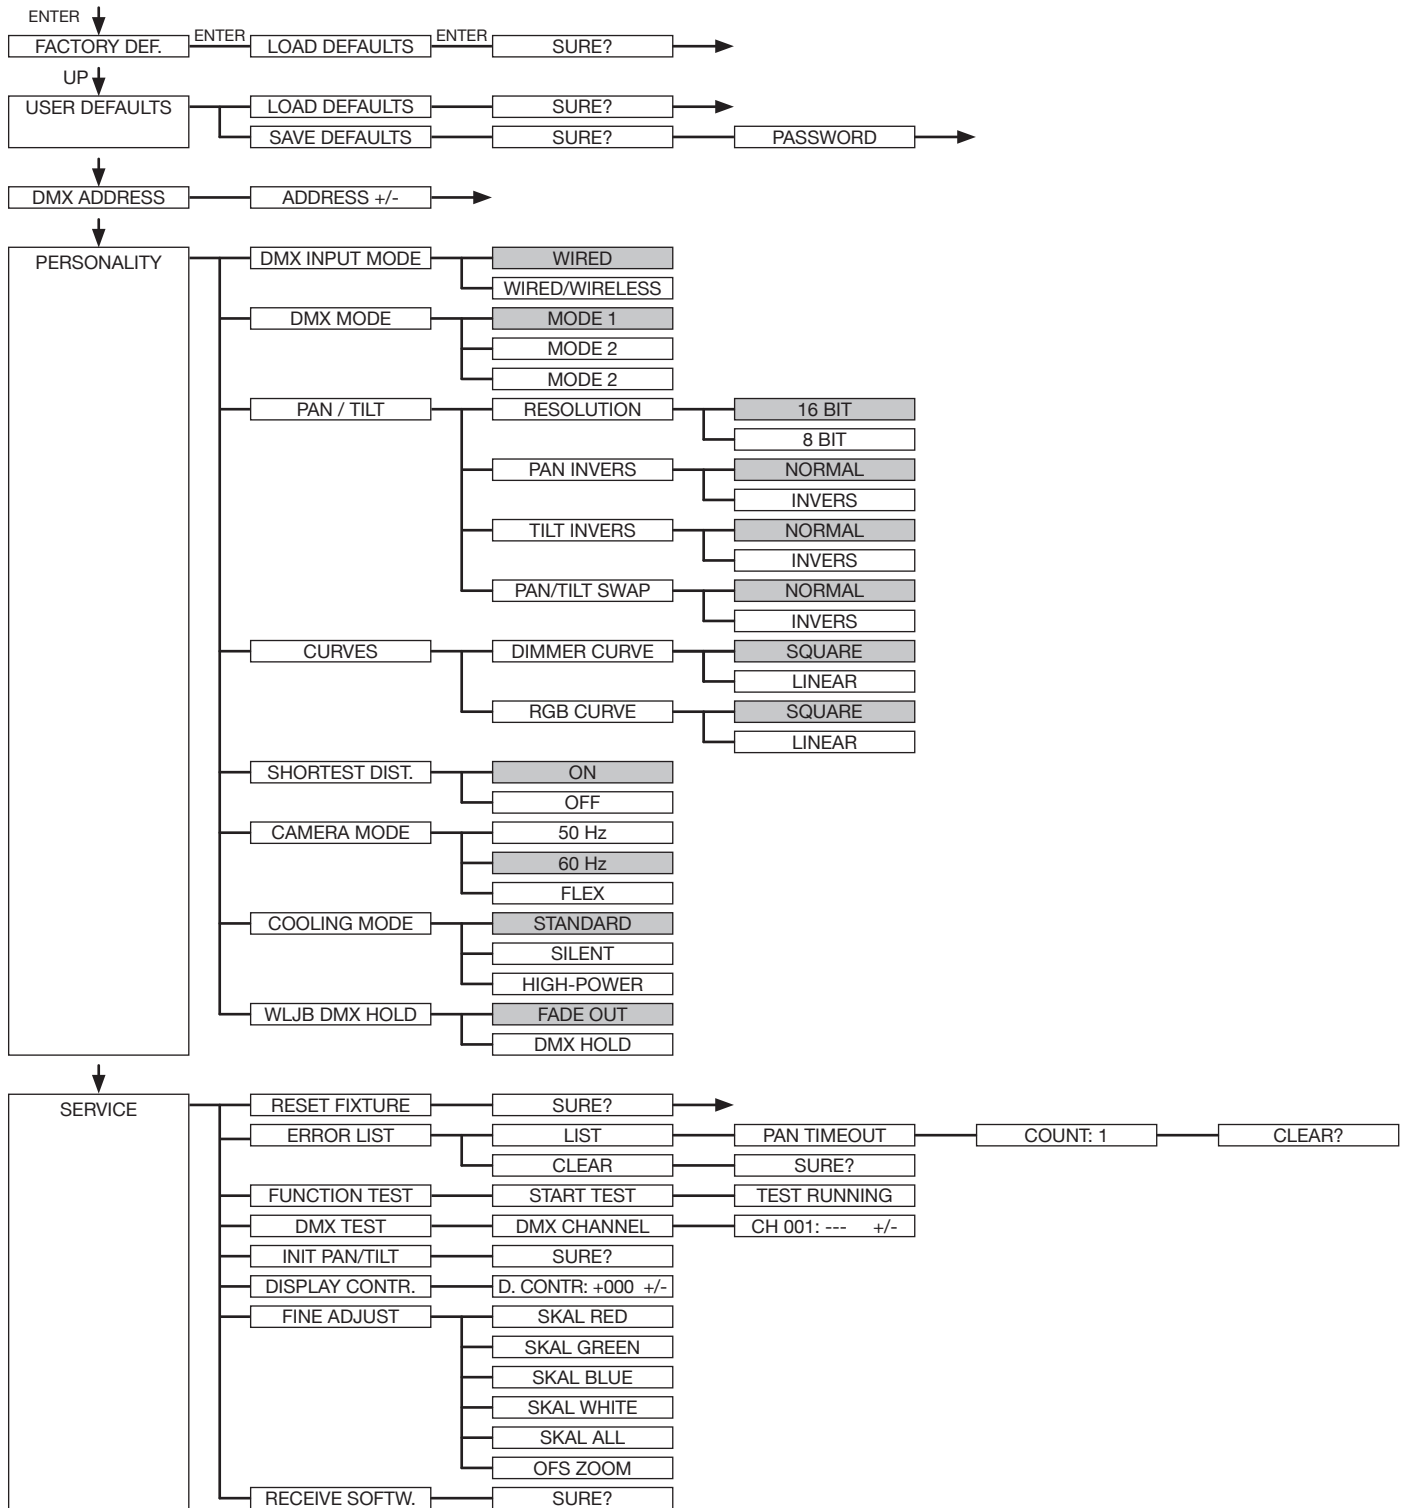 ENTER
FACTORY DEF. ENTER LOAD DEFAULTS ENTER SURE?
UP
USER DEFAULTS LOAD DEFAULTS SURE?
SAVE DEFAULTS SURE? PASSWORD
DMX ADDRESS ADDRESS +/-
PERSONALITY DMX INPUT MODE WIRED
WIRED/WIRELESS
DMX MODE MODE 1
MODE 2
MODE 2
PAN / TILT RESOLUTION 16 BIT
8 BIT
PAN INVERS NORMAL
INVERS
TILT INVERS NORMAL
INVERS
PAN/TILT SWAP NORMAL
INVERS
CURVES DIMMER CURVE SQUARE
LINEAR
RGB CURVE SQUARE
LINEAR
SHORTEST DIST. ON
OFF
CAMERA MODE 50 Hz
60 Hz
FLEX
COOLING MODE STANDARD
SILENT
HIGH-POWER
WLJB DMX HOLD FADE OUT
DMX HOLD
SERVICE RESET FIXTURE SURE?
ERROR LIST LIST PAN TIMEOUT COUNT: 1 CLEAR?
CLEAR SURE?
FUNCTION TEST START TEST TEST RUNNING
DMX TEST DMX CHANNEL CH 001: --- +/-
INIT PAN/TILT SURE?
DISPLAY CONTR. D. CONTR: +000 +/-
FINE ADJUST SKAL RED
SKAL GREEN
SKAL BLUE
SKAL WHITE
SKAL ALL
OFS ZOOM
RECEIVE SOFTW. SURE?